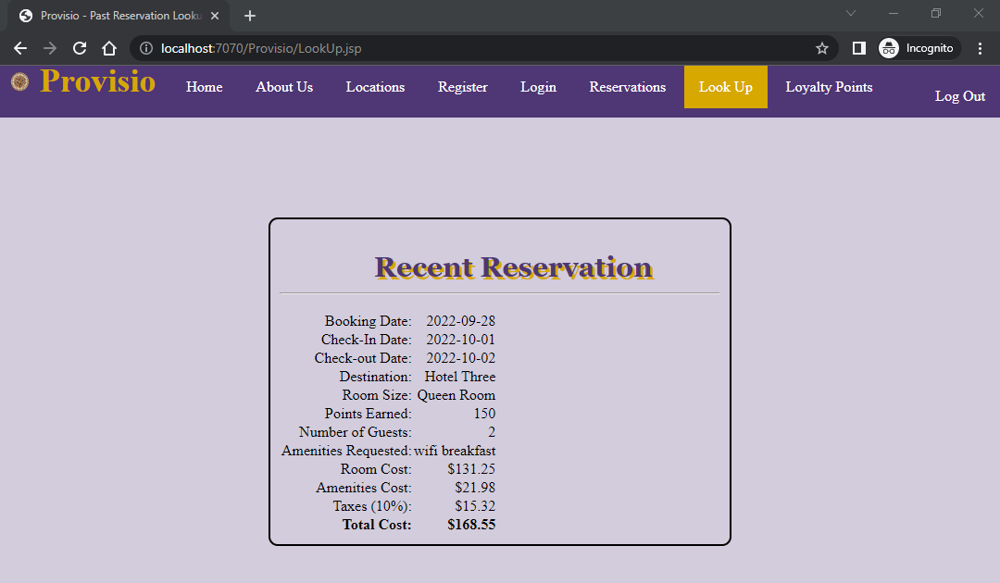 Provisio - Past Reservation Looku
localhost:7070/Provisio/LookUp.jsp
Incognito
Provisio
Home About Us Locations Register Login Reservations Look Up Loyalty Points
Log Out
Recent Reservation
Booking Date: 2022-09-28
Check-In Date: 2022-10-01
Check-out Date: 2022-10-02
Destination: Hotel Three
Room Size: Queen Room
Points Earned: 150
Number of Guests: 2
Amenities Requested: wifi breakfast
Room Cost: $131.25
Amenities Cost: $21.98
Taxes (10%): $15.32
Total Cost: $168.55